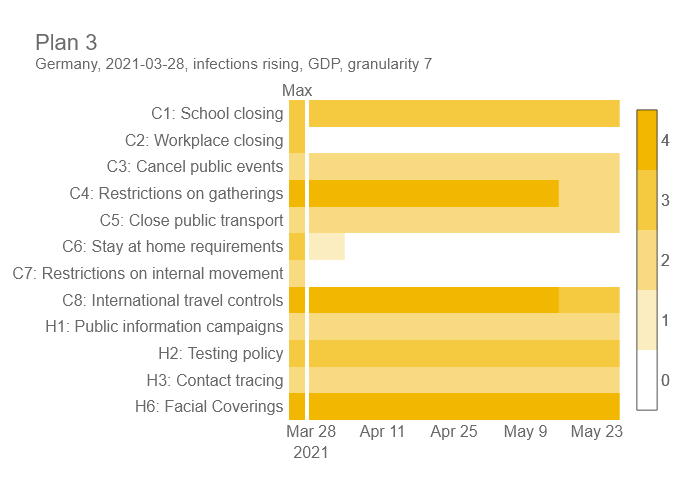 Plan 3
Germany, 2021-03-28, infections rising, GDP, granularity 7
Max
C1: School closing
C2: Workplace closing
C3: Cancel public events
C4: Restrictions on gatherings
C5: Close public transport
C6: Stay at home requirements
C7: Restrictions on internal movement
C8: International travel controls
H1: Public information campaigns
H2: Testing policy
H3: Contact tracing
H6: Facial Coverings
4
3
2
1
0
Mar 28 Apr 11 Apr 25 May 9 May 23
2021